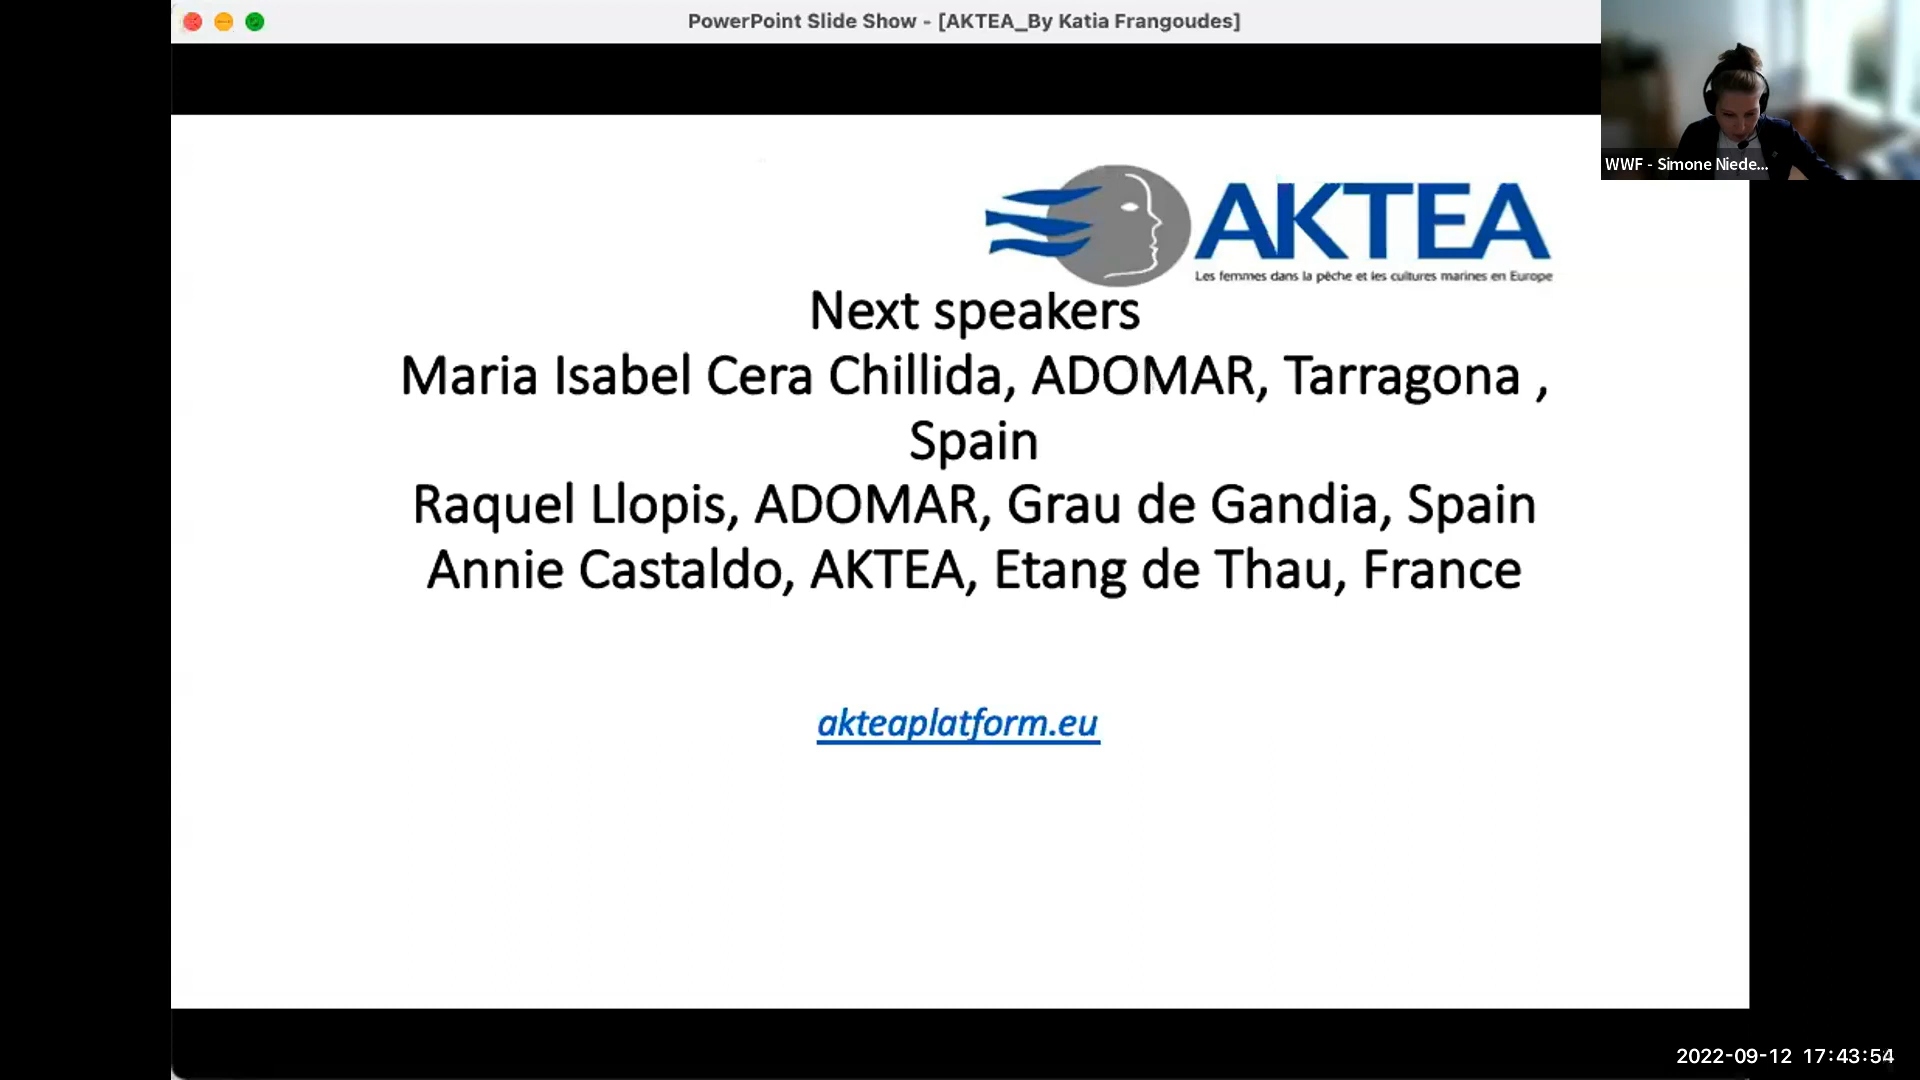 PowerPoint Slide Show - [AKTEA_By Katia Frangoudes]
WWF - Simone Niede...
AKTEA
Les femmes dans la pêche et les cultures marines en Europe
Next speakers
Maria Isabel Cera Chillida, ADOMAR, Tarragona ,
Spain
Raquel Llopis, ADOMAR, Grau de Gandia, Spain
Annie Castaldo, AKTEA, Etang de Thau, France
akteaplatform.eu
2022-09-12 17:43:54